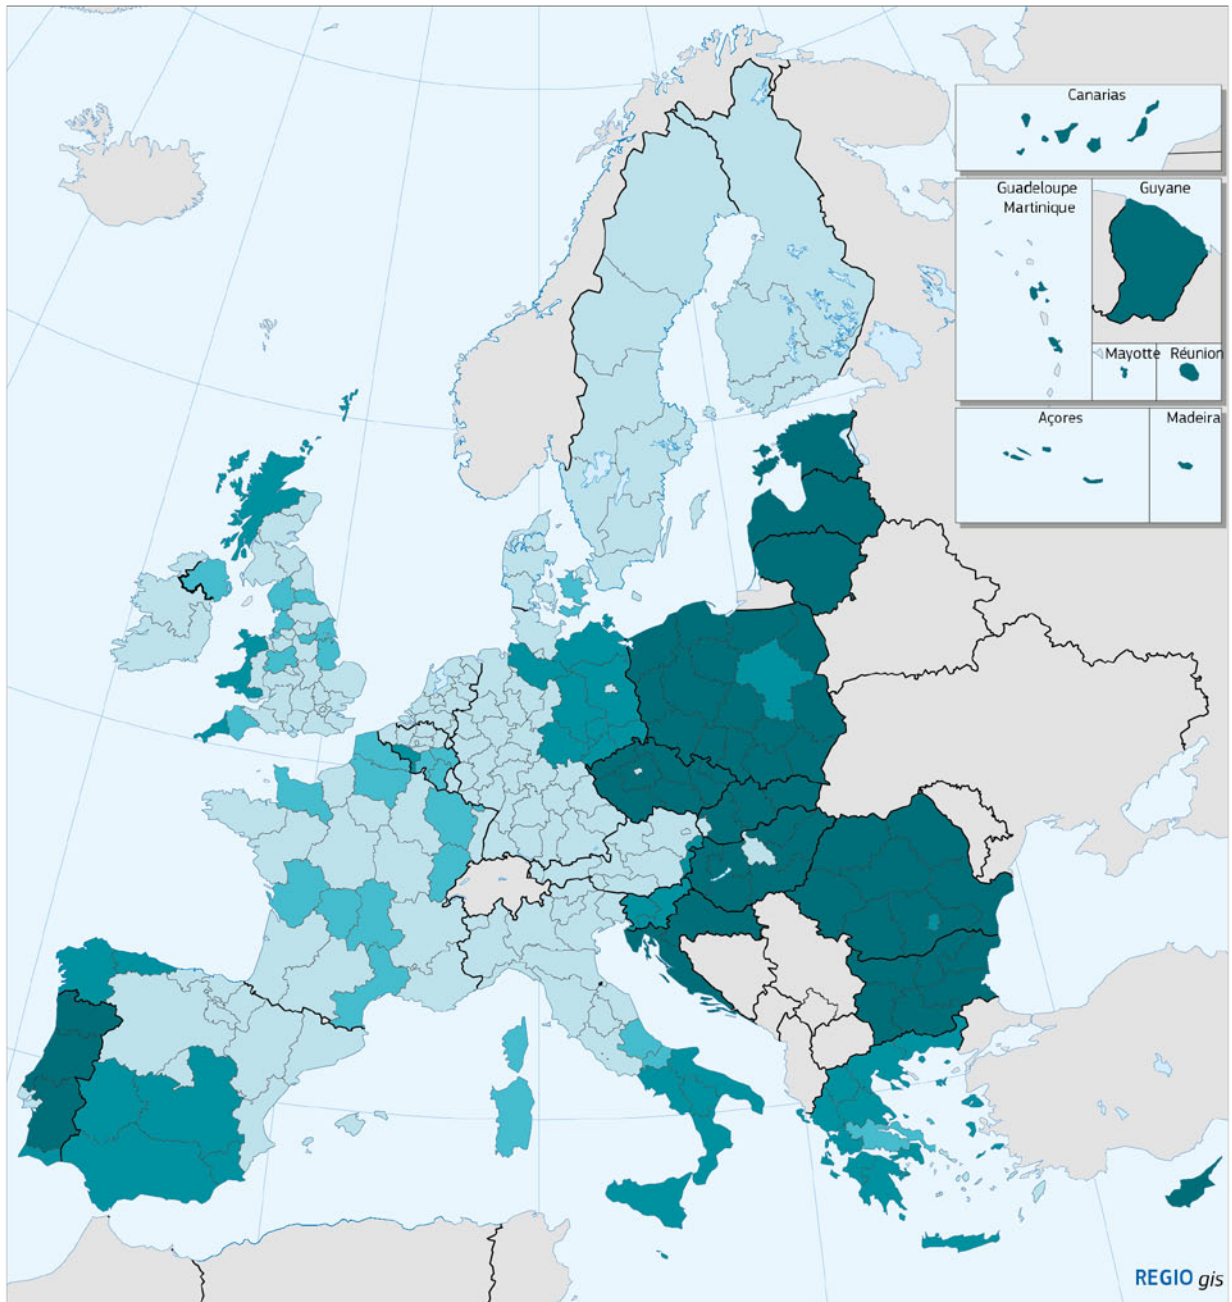 Canarias
Guadeloupe
Martinique
Guyane
Mayotte
Réunion
Açores
Madeira
REGIO gis